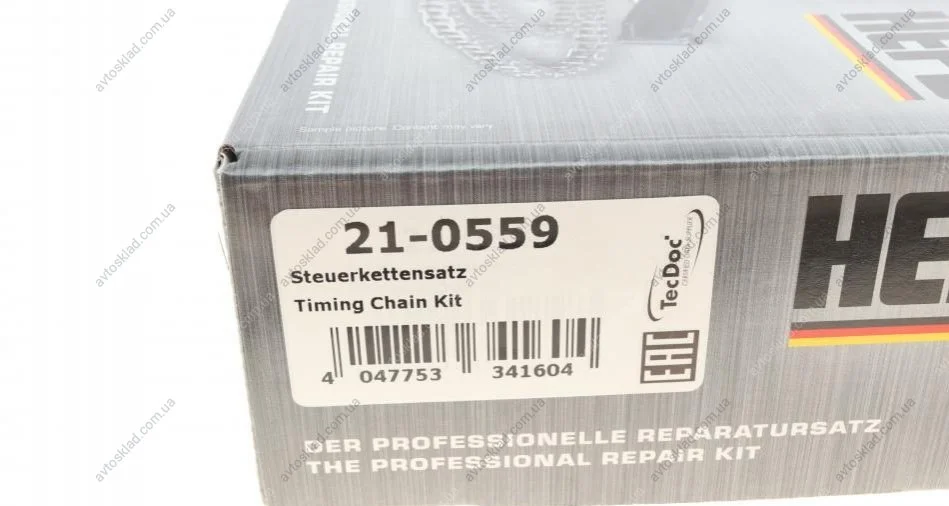 REPAIR KIT
Sample picture. Content may vary
21-0559
Steuerkettensatz
Timing Chain Kit
TecDoc
4 047753 341604
EAC
DER PROFESSIONELLE REPARATURSATZ
THE PROFESSIONAL REPAIR KIT
avtosklad.com.ua